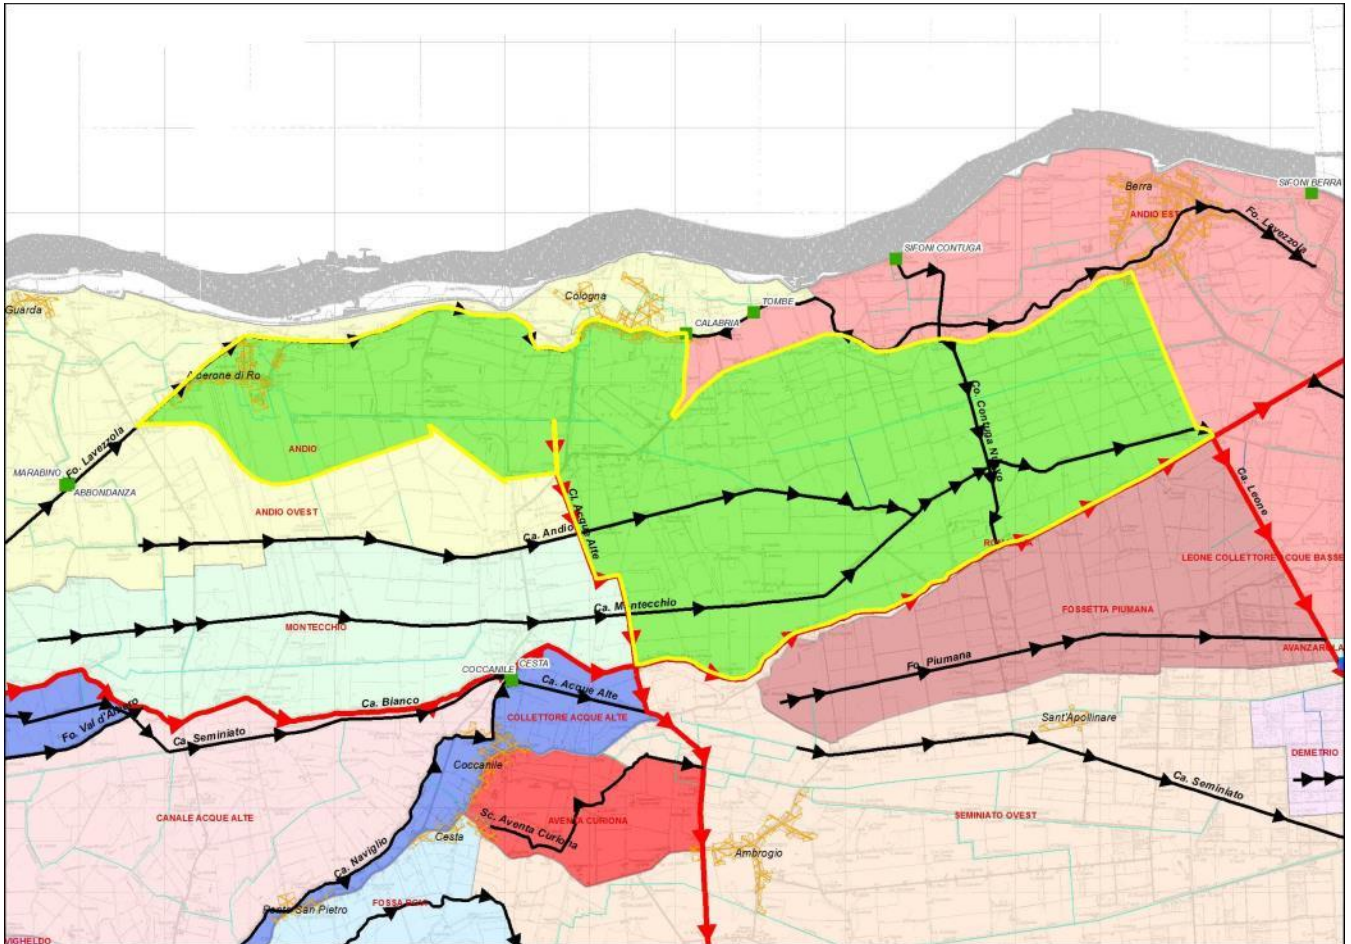 SIFONI BERRA
Berra
ANDIO EST
Fo. Lavezzola
SIFONI CONTUGA
Guarda
Cologna
TOMBE
CALABRIA
Alberone di Ro
Co. Contuga Nuovo
Fo. Lavezzola
ANDIO
MARABINO
ABBONDANZA
Ca. Leone
ANDIO OVEST
Cl. Acque Alte
Ca. Andio
LEONE COLLETTORE ACQUE BASSE
Ca. Montecchio
FOSSETTA PIUMANA
MONTECCHIO
AVANZAROLA
Fo. Piumana
COCCANILE
CESTA
Ca. Acque Alte
Ca. Bianco
Fo. Val d'Albero
COLLETTORE ACQUE ALTE
Sant'Apollinare
Ca. Seminiato
DEMETRIO
Coccanile
Ca. Seminiato
CANALE ACQUE ALTE
Sc. Aventa Curiona
AVENTA CURIONA
SEMINIATO OVEST
Cesta
Ambrogio
Ca. Naviglio
Ponte San Pietro
FOSSA
VIGHELDO